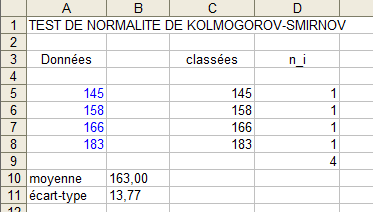 A B C D
1 TEST DE NORMALITE DE KOLMOGOROV-SMIRNOV
2
3 Données classées n_i
4
5 145 145 1
6 158 158 1
7 166 166 1
8 183 183 1
9 4
10 moyenne 163,00
11 écart-type 13,77
12